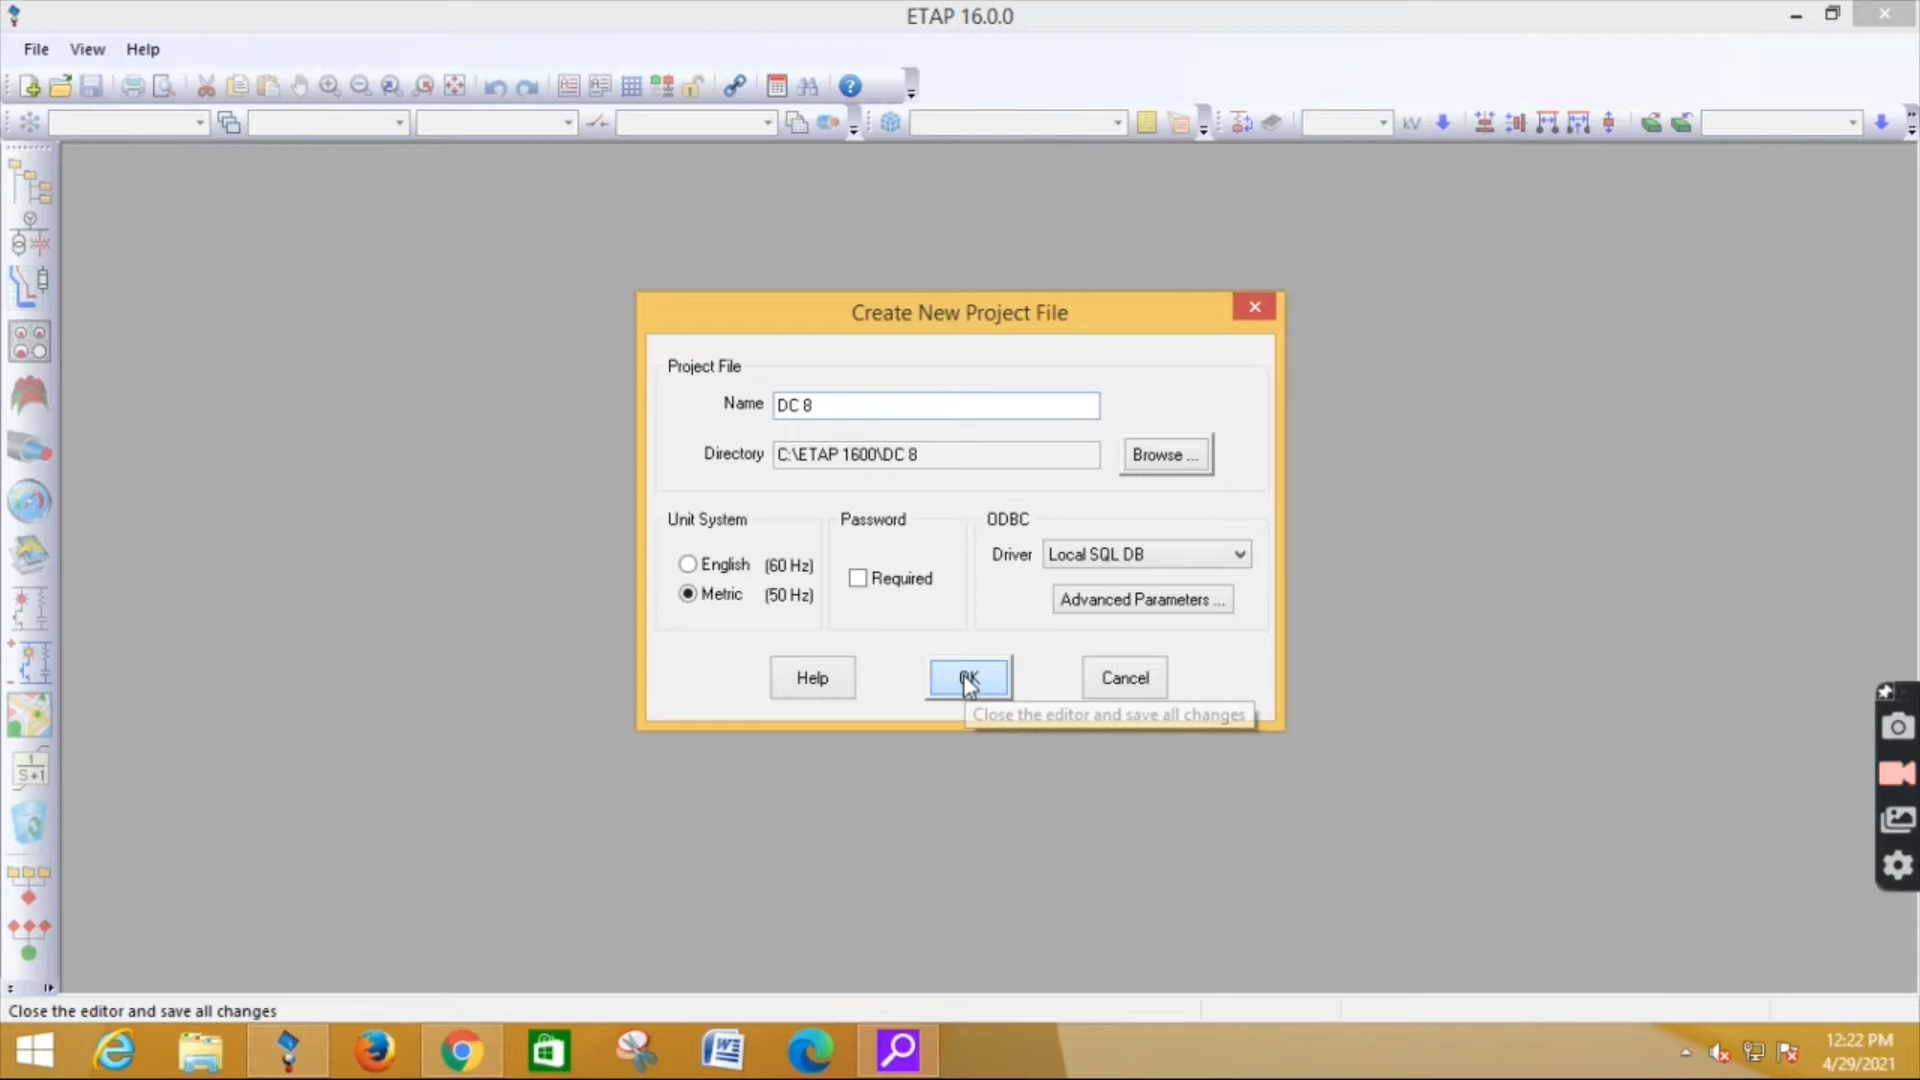 ETAP 16.0.0
File View Help
kV
Create New Project File
Project File
Name DC 8
Directory C:\ETAP 1600\DC 8 Browse ...
Unit System Password ODBC
English (60 Hz) Required Driver Local SQL DB
Metric (50 Hz) Advanced Parameters ...
Help OK Cancel
Close the editor and save all changes
1
S+1
Close the editor and save all changes
12:22 PM
4/29/2021